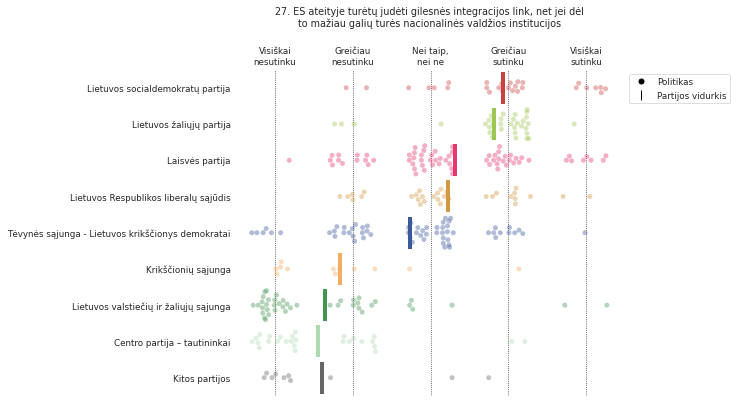 27. ES ateityje turėtų judėti gilesnės integracijos link, net jei dėl
to mažiau galių turės nacionalinės valdžios institucijos
Visiškai
nesutinku
Greičiau
nesutinku
Nei taip,
nei ne
Greičiau
sutinku
Visiškai
sutinku
Politikas
Partijos vidurkis
Lietuvos socialdemokratų partija
Lietuvos žaliųjų partija
Laisvės partija
Lietuvos Respublikos liberalų sąjūdis
Tėvynės sąjunga - Lietuvos krikščionys demokratai
Krikščionių sąjunga
Lietuvos valstiečių ir žaliųjų sąjunga
Centro partija – tautininkai
Kitos partijos